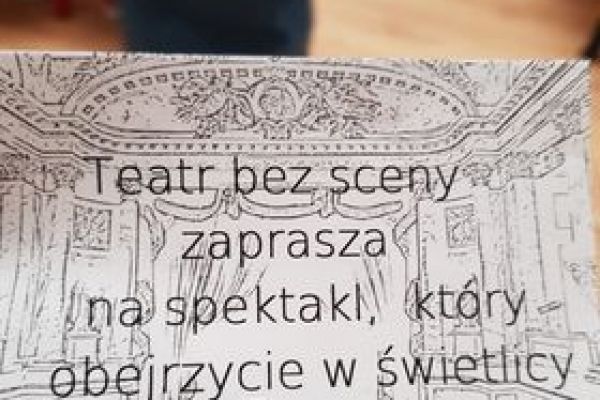 Teatr bez sceny
zaprasza
na spektakl, który
obejrzycie w świetlicy